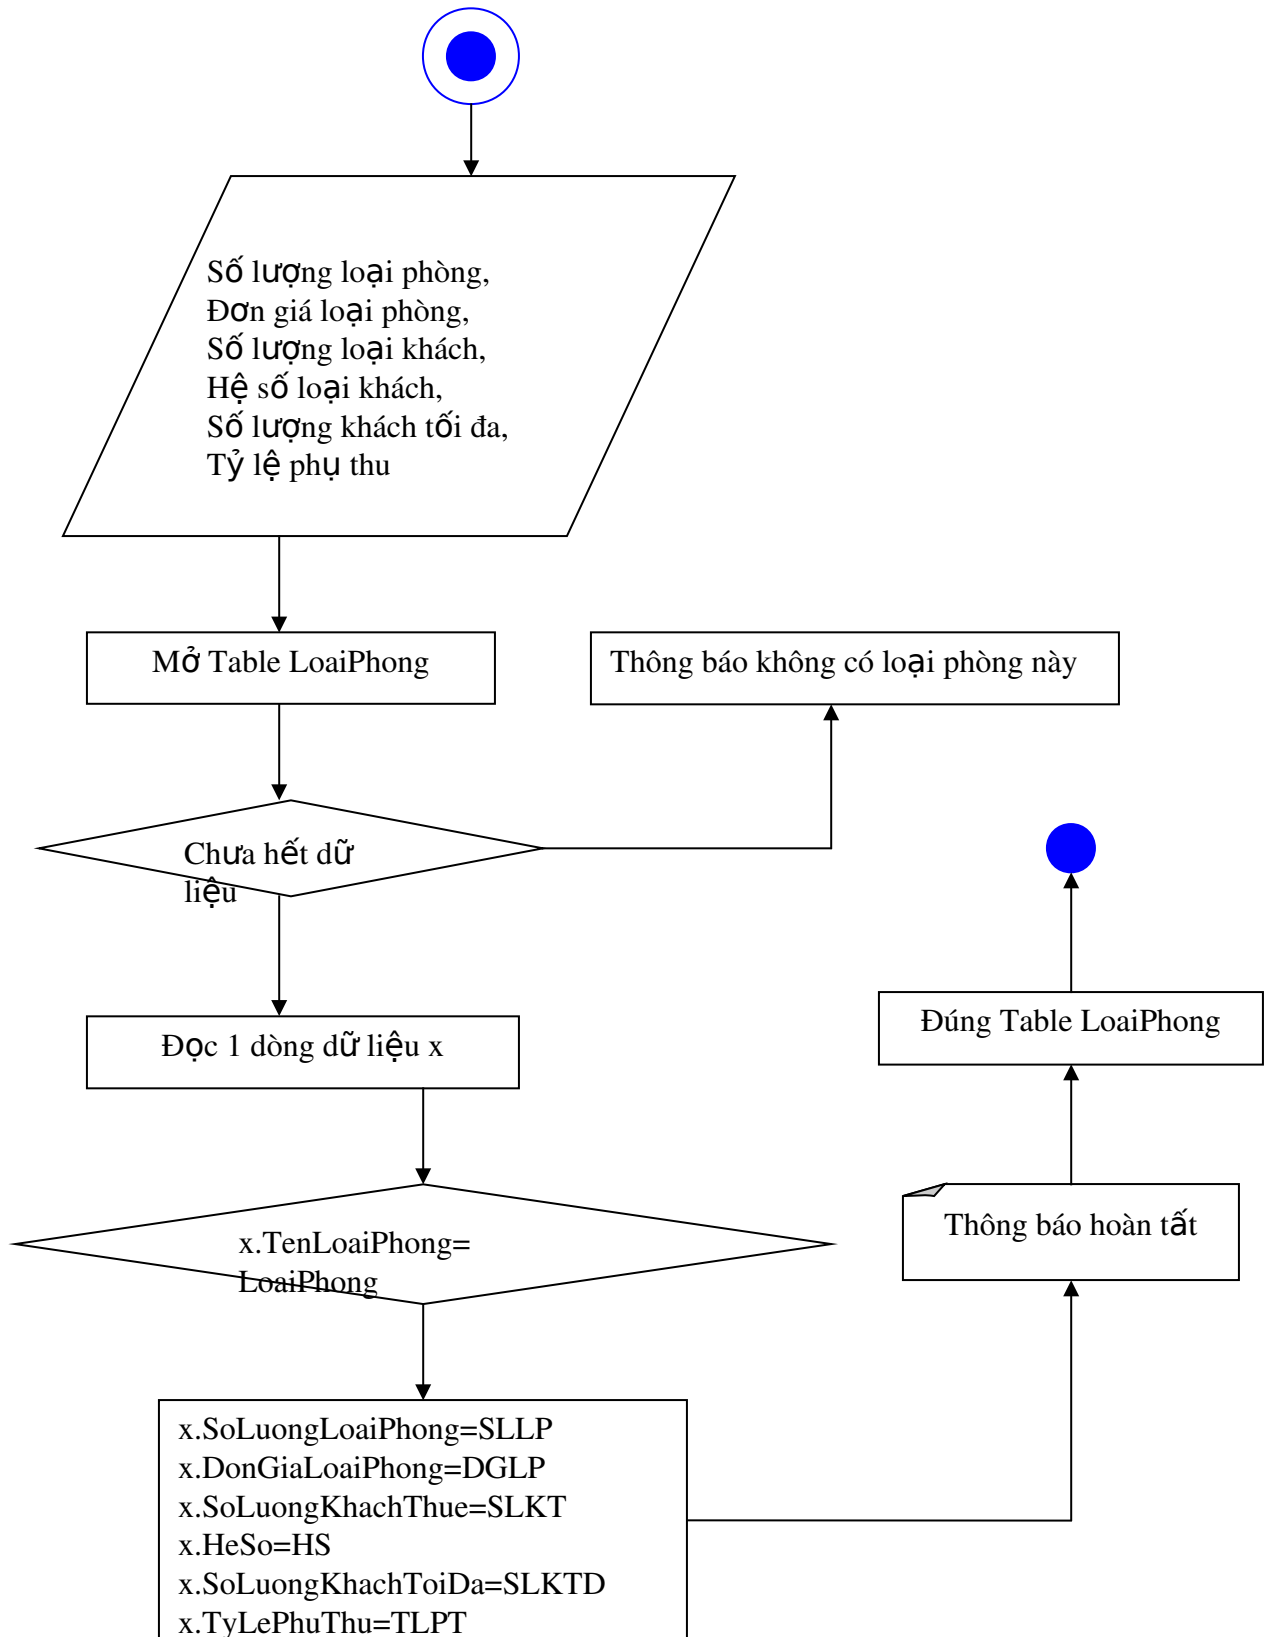 Số lượng loại phòng,
Đơn giá loại phòng,
Số lượng loại khách,
Hệ số loại khách,
Số lượng khách tối đa,
Tỷ lệ phụ thu
Mở Table LoaiPhong
Thông báo không có loại phòng này
Chưa hết dữ
liệu
Đọc 1 dòng dữ liệu x
Đúng Table LoaiPhong
x.TenLoaiPhong=
LoaiPhong
Thông báo hoàn tất
x.SoLuongLoaiPhong=SLLP
x.DonGiaLoaiPhong=DGLP
x.SoLuongKhachThue=SLKT
x.HeSo=HS
x.SoLuongKhachToiDa=SLKTD
x.TyLePhuThu=TLPT